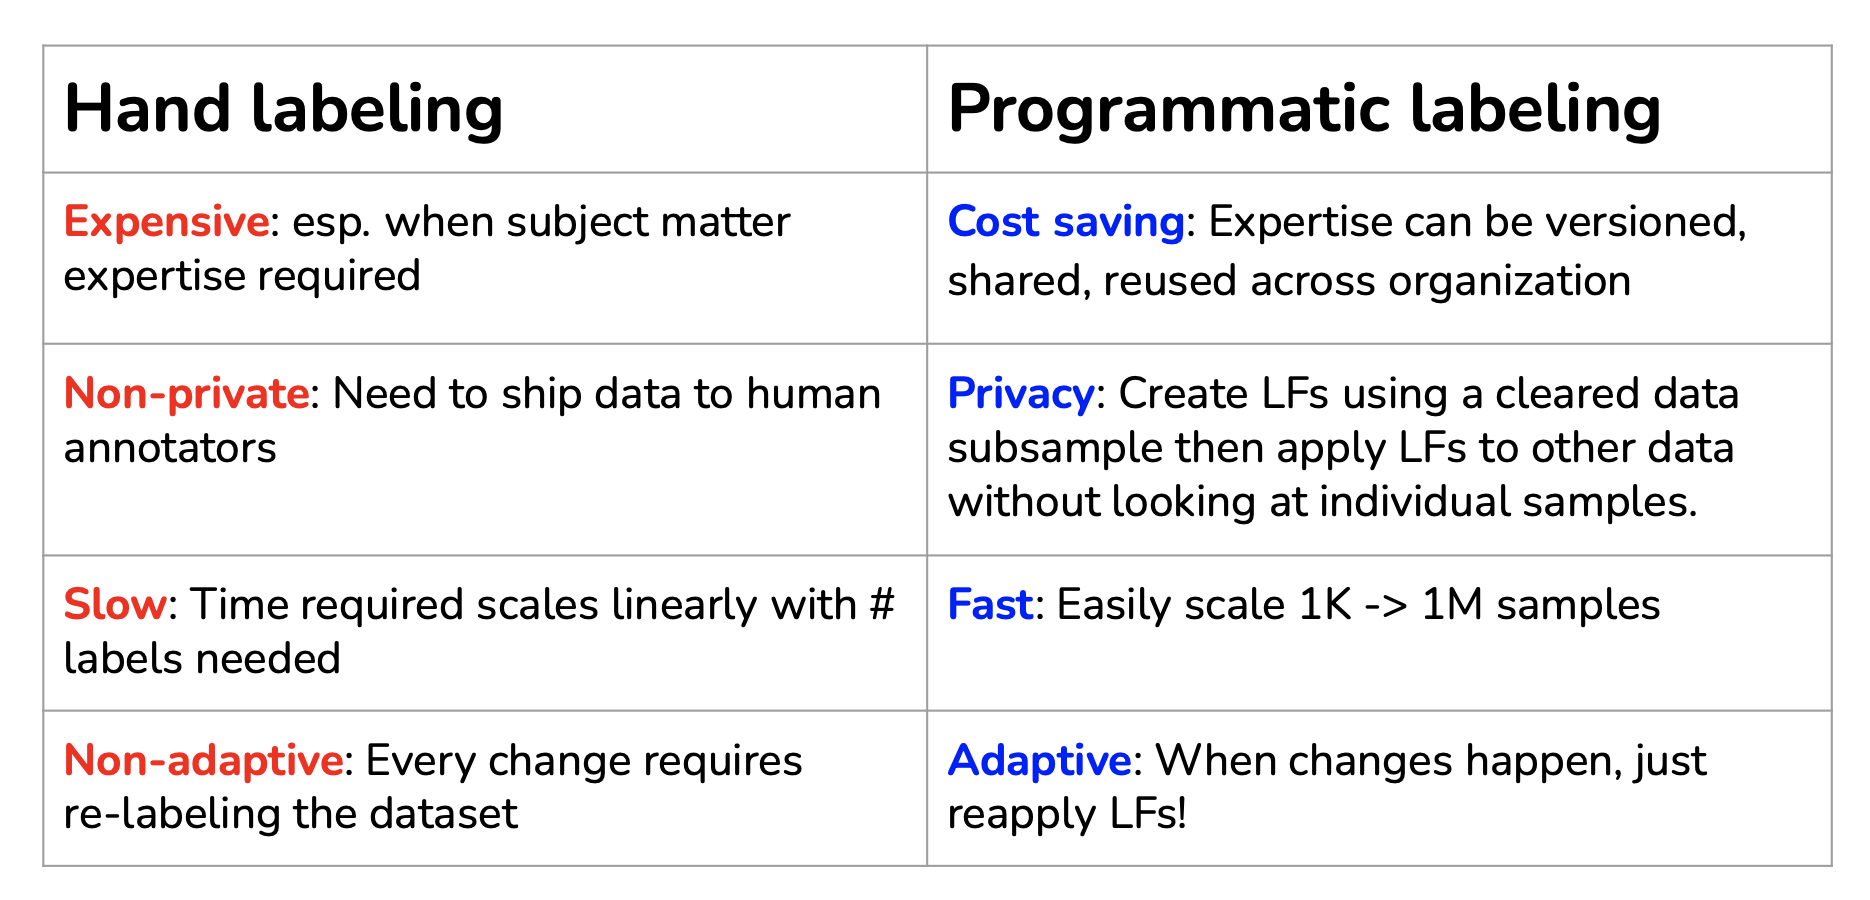 Hand labeling
Programmatic labeling
Expensive: esp. when subject matter
expertise required
Cost saving: Expertise can be versioned,
shared, reused across organization
Non-private: Need to ship data to human
annotators
Privacy: Create LFs using a cleared data
subsample then apply LFs to other data
without looking at individual samples.
Slow: Time required scales linearly with #
labels needed
Fast: Easily scale 1K -> 1M samples
Non-adaptive: Every change requires
re-labeling the dataset
Adaptive: When changes happen, just
reapply LFs!